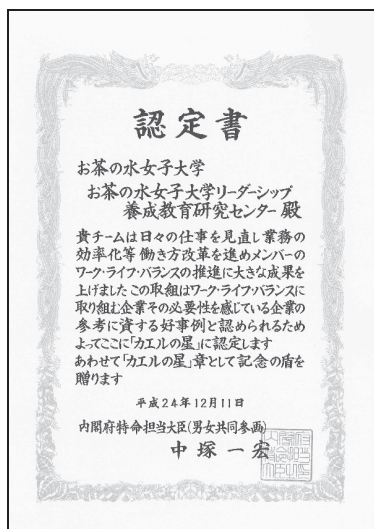 認定書
お茶の水女子大学
お茶の水女子大学リーダーシップ
養成教育研究センター 殿
貴チームは日々の仕事を見直し業務の
効率化等 働き方改革を進めメンバーの
ワーク・ライフ・バランスの推進に大きな成果を
上げました この取組はワーク・ライフ・バランスに
取り組む企業その必要性を感じている企業の
参考に資する好事例と認められるため
よってここに「カエルの星」に認定します
あわせて「カエルの星」章として記念の盾を
贈ります
平成24年12月11日
内閣府特命担当大臣(男女共同参画)
中塚一宏